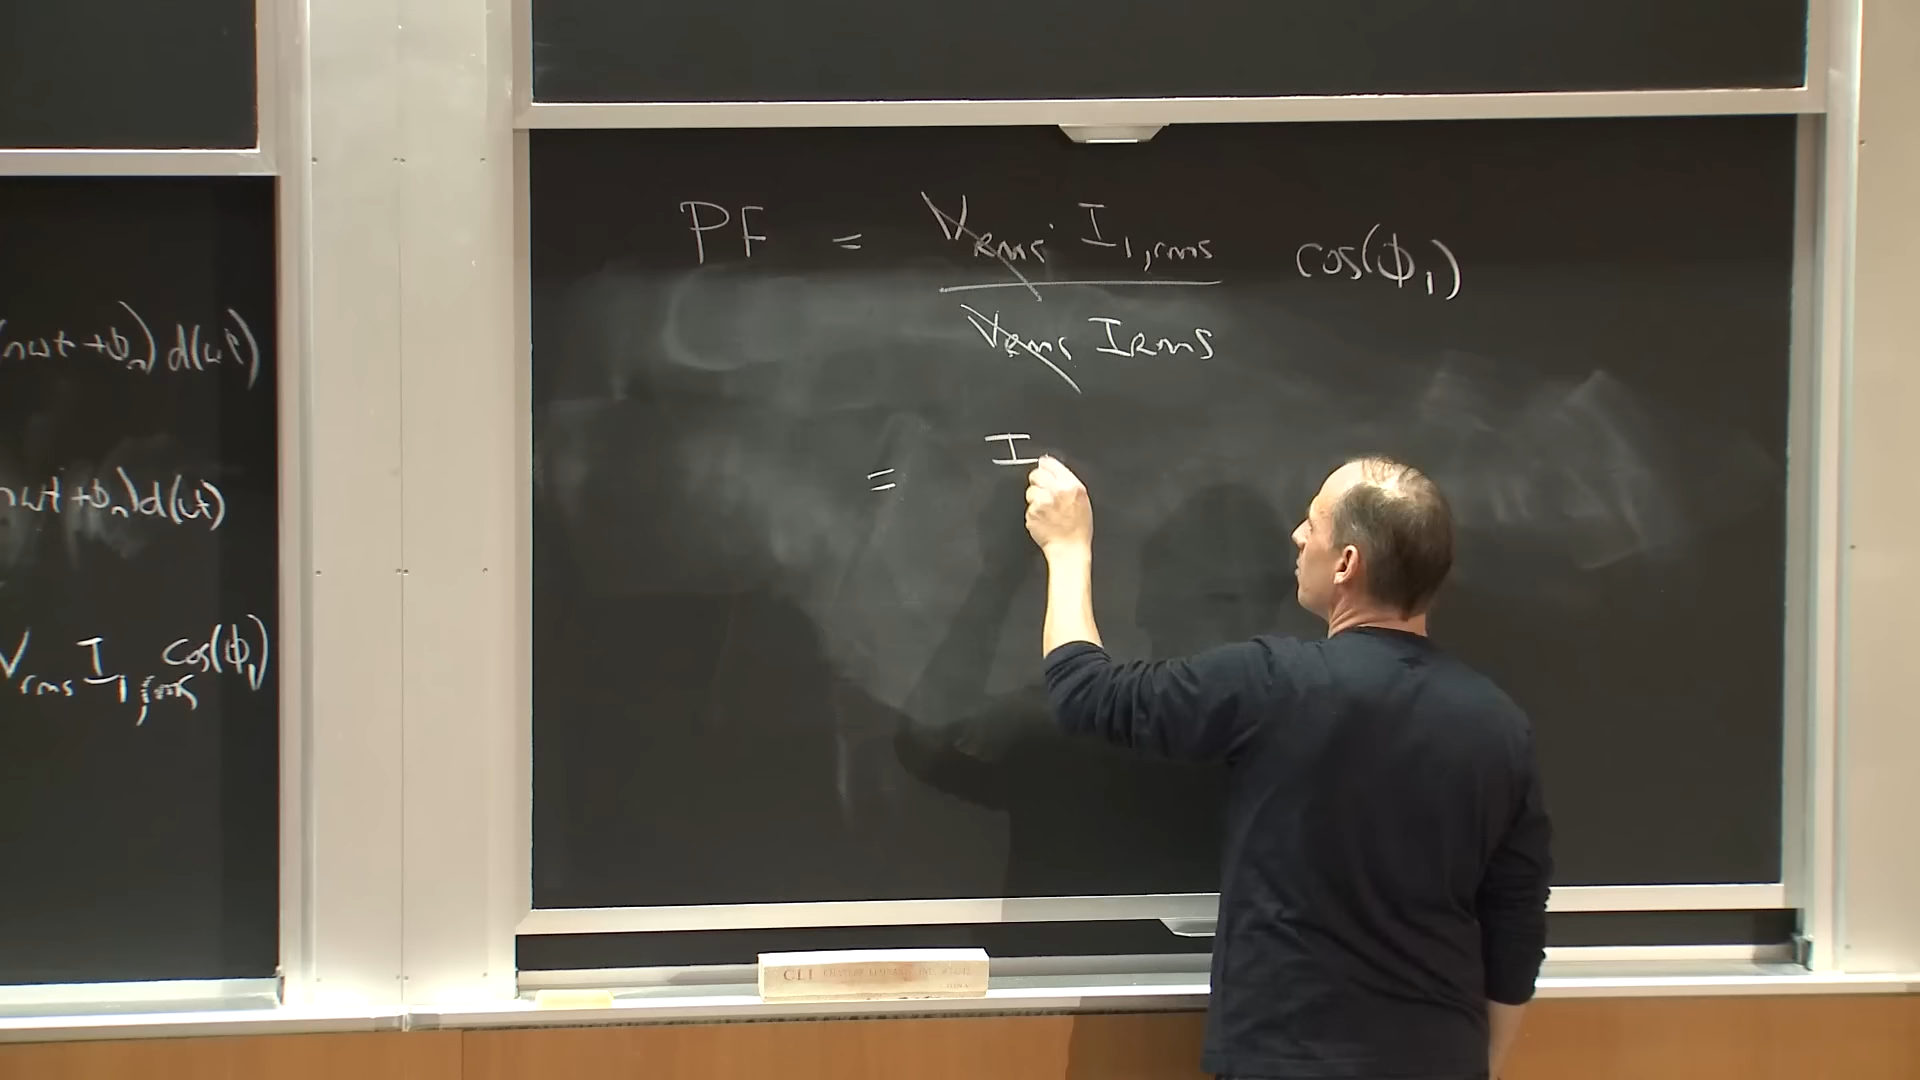 nωt + φn) d(ωt)
nωt + φn) d(ωt)
Vrms I1,rms cos(φ1)
PF = VRMS · I1,rms cos(φ1)
VRMS IRMS
= I
CLI